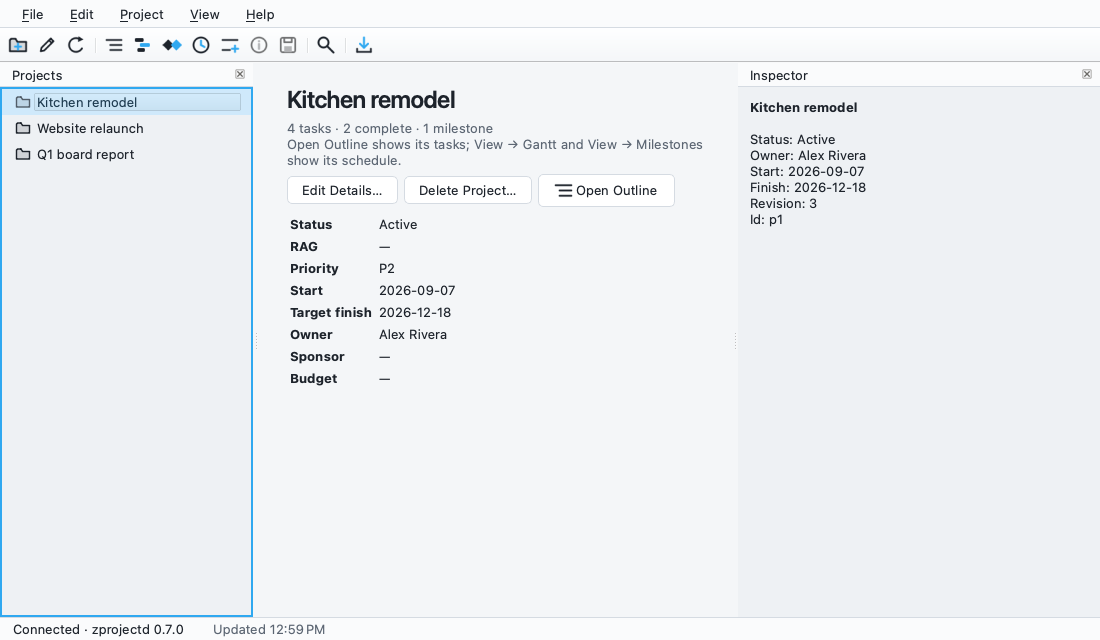 File Edit Project View Help
Projects
Kitchen remodel
Website relaunch
Q1 board report
Kitchen remodel
4 tasks · 2 complete · 1 milestone
Open Outline shows its tasks; View → Gantt and View → Milestones
show its schedule.
Edit Details... Delete Project... Open Outline
Status Active
RAG —
Priority P2
Start 2026-09-07
Target finish 2026-12-18
Owner Alex Rivera
Sponsor —
Budget —
Inspector
Kitchen remodel
Status: Active
Owner: Alex Rivera
Start: 2026-09-07
Finish: 2026-12-18
Revision: 3
Id: p1
Connected · zprojectd 0.7.0 Updated 12:59 PM